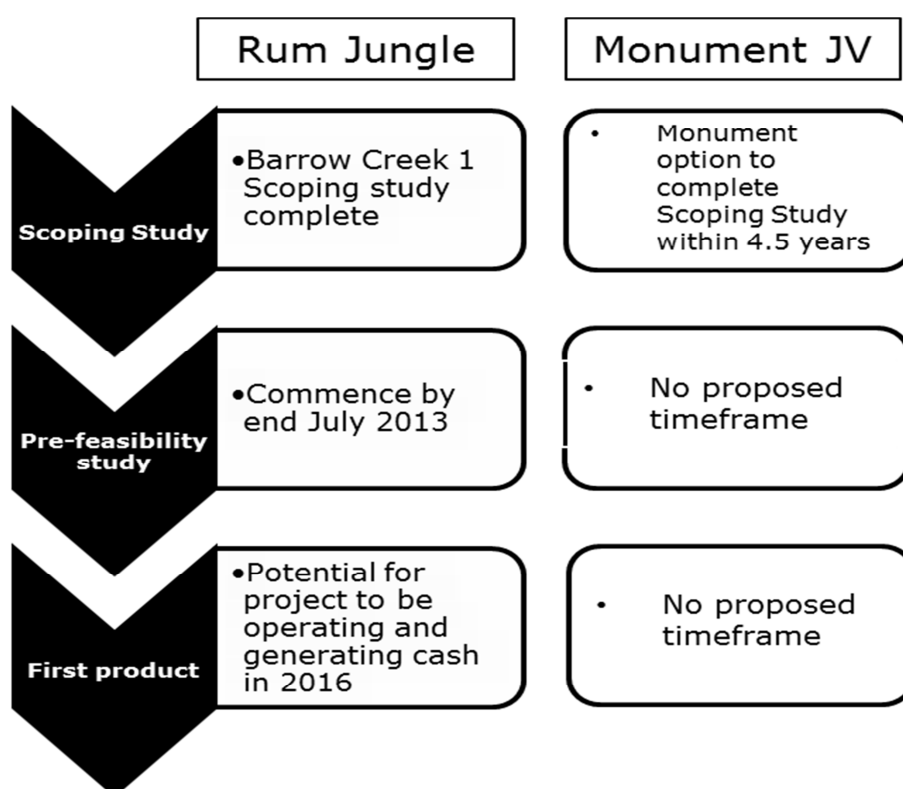 Rum Jungle
Monument JV
Scoping Study
•Barrow Creek 1
Scoping study
complete
• Monument
option to
complete
Scoping Study
within 4.5 years
Pre-feasibility
study
•Commence by
end July 2013
• No proposed
timeframe
First product
•Potential for
project to be
operating and
generating cash
in 2016
• No proposed
timeframe